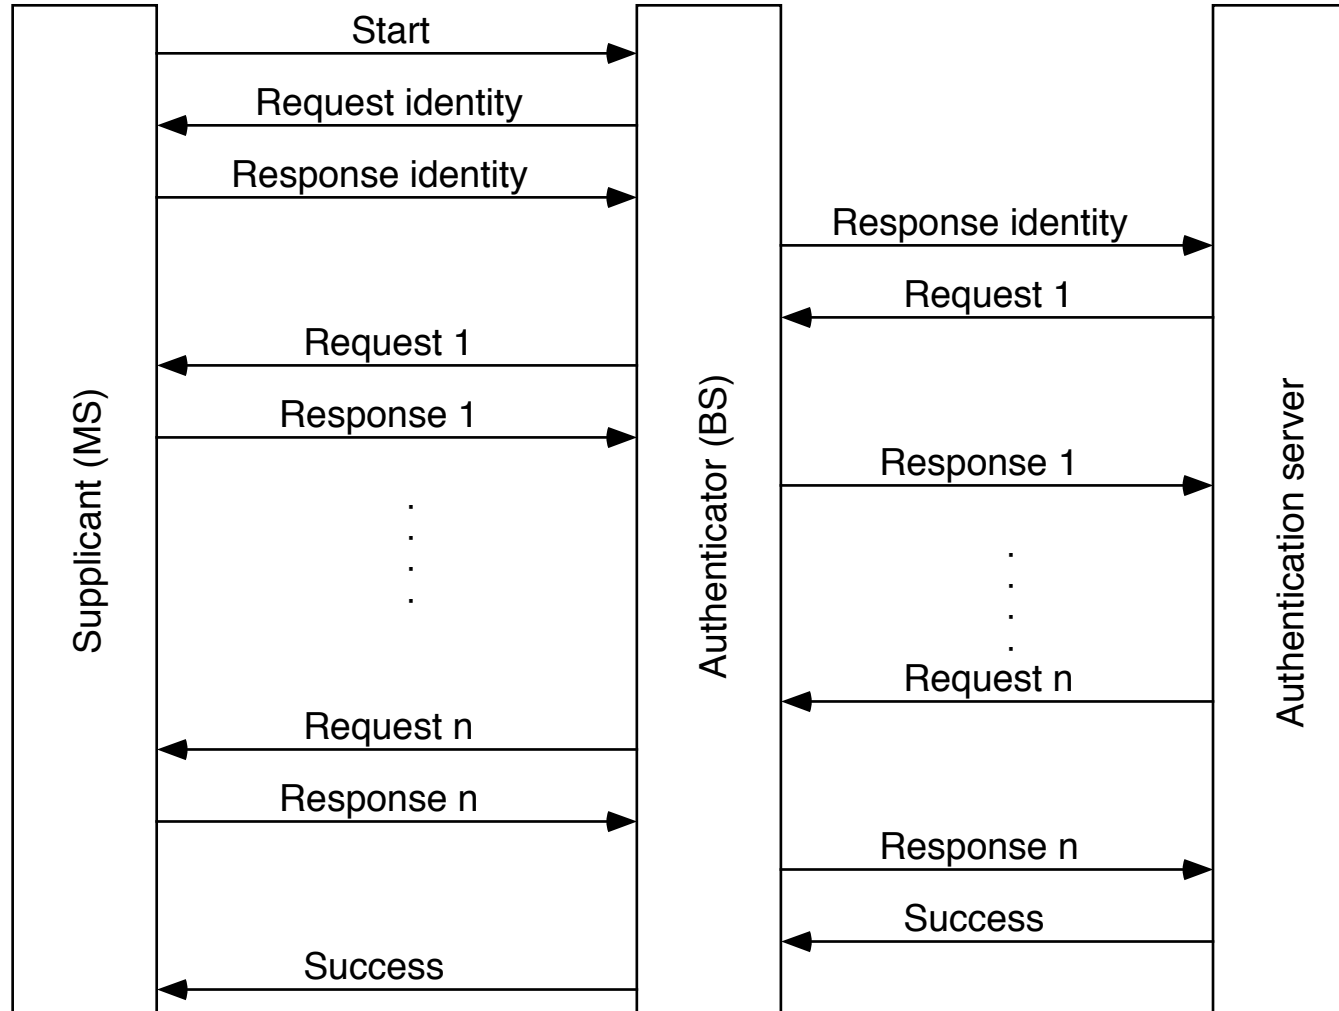 Start
Request identity
Response identity
Response identity
Request 1
Request 1
Response 1
Response 1
.
.
.
.
.
.
.
.
Request n
Request n
Response n
Response n
Success
Success
Supplicant (MS)
Authenticator (BS)
Authentication server